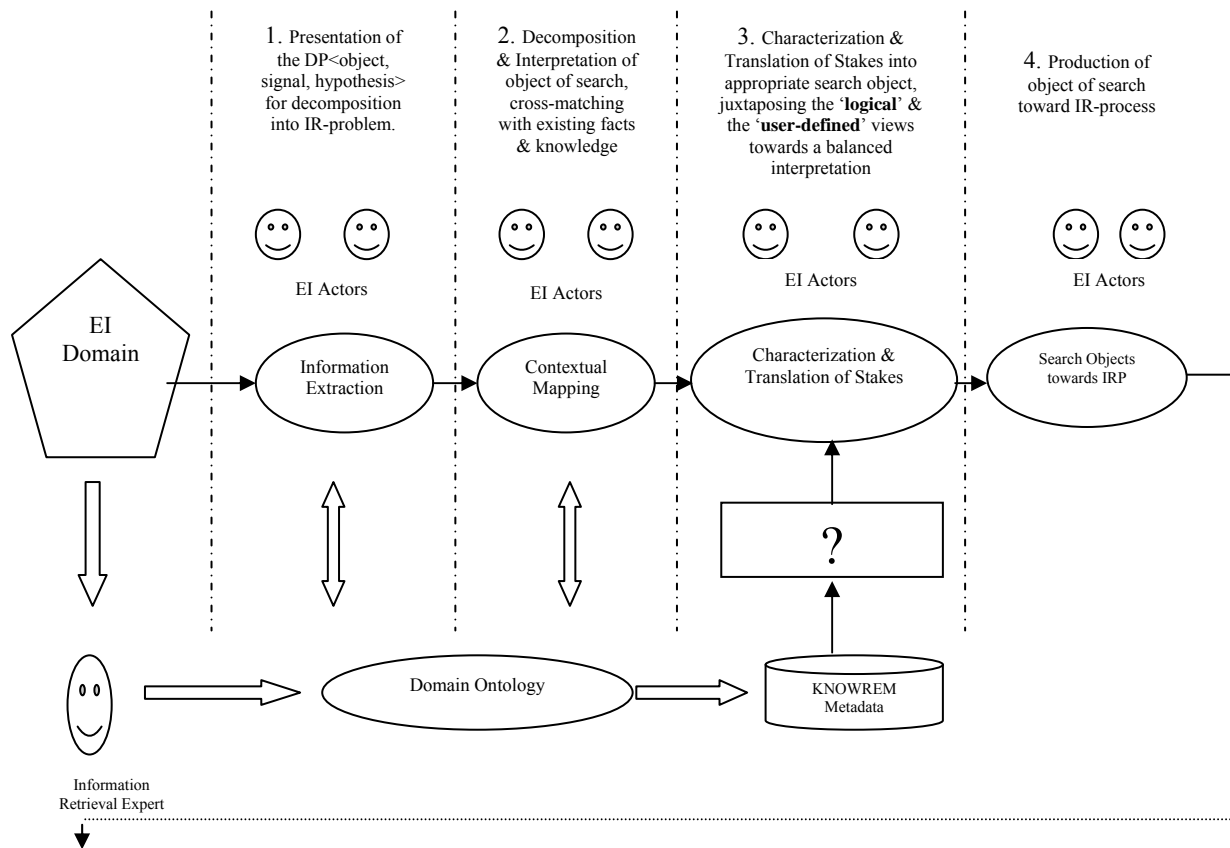 1. Presentation of
the DP<object,
signal, hypothesis>
for decomposition
into IR-problem.
2. Decomposition
& Interpretation of
object of search,
cross-matching
with existing facts
& knowledge
3. Characterization &
Translation of Stakes into
appropriate search object,
juxtaposing the ‘logical’ &
the ‘user-defined’ views
towards a balanced
interpretation
4. Production of
object of search
toward IR-process
EI Actors
EI Actors
EI Actors
EI Actors
EI
Domain
Information
Extraction
Contextual
Mapping
Characterization &
Translation of Stakes
Search Objects
towards IRP
?
Domain Ontology
KNOWREM
Metadata
Information
Retrieval Expert